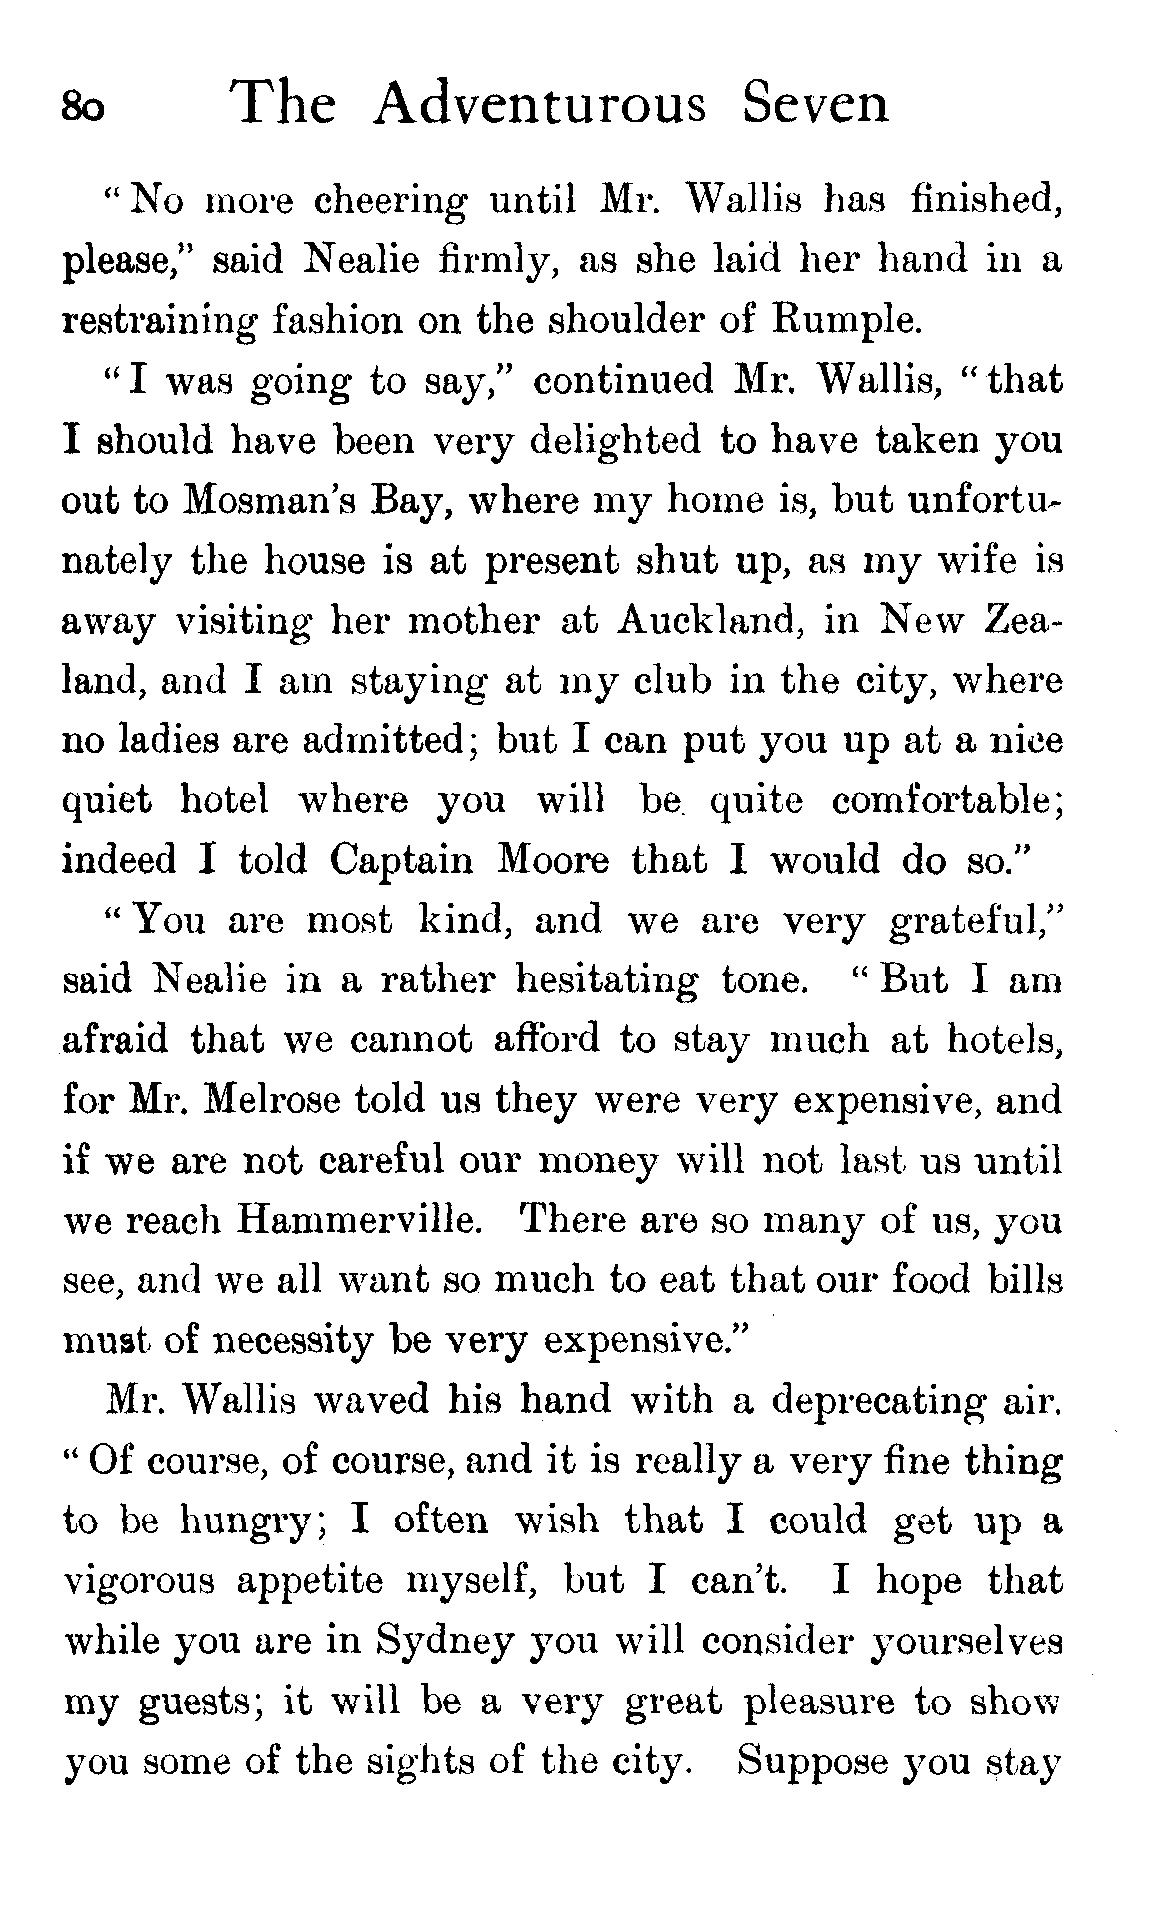 80 The Adventurous Seven
“No more cheering until Mr. Wallis has finished,
please,” said Nealie firmly, as she laid her hand in a
restraining fashion on the shoulder of Rumple.
“I was going to say,” continued Mr. Wallis, “that
I should have been very delighted to have taken you
out to Mosman’s Bay, where my home is, but unfortu-
nately the house is at present shut up, as my wife is
away visiting her mother at Auckland, in New Zea-
land, and I am staying at my club in the city, where
no ladies are admitted; but I can put you up at a nice
quiet hotel where you will be quite comfortable;
indeed I told Captain Moore that I would do so.”
“You are most kind, and we are very grateful,”
said Nealie in a rather hesitating tone. “But I am
afraid that we cannot afford to stay much at hotels,
for Mr. Melrose told us they were very expensive, and
if we are not careful our money will not last us until
we reach Hammerville. There are so many of us, you
see, and we all want so much to eat that our food bills
must of necessity be very expensive.”
Mr. Wallis waved his hand with a deprecating air.
“Of course, of course, and it is really a very fine thing
to be hungry; I often wish that I could get up a
vigorous appetite myself, but I can’t. I hope that
while you are in Sydney you will consider yourselves
my guests; it will be a very great pleasure to show
you some of the sights of the city. Suppose you stay